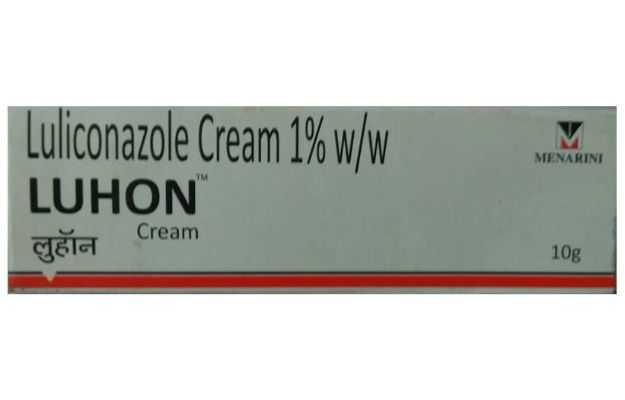 Luliconazole Cream 1% w/w
MENARINI
LUHON™
Cream
लुहॉन
10g